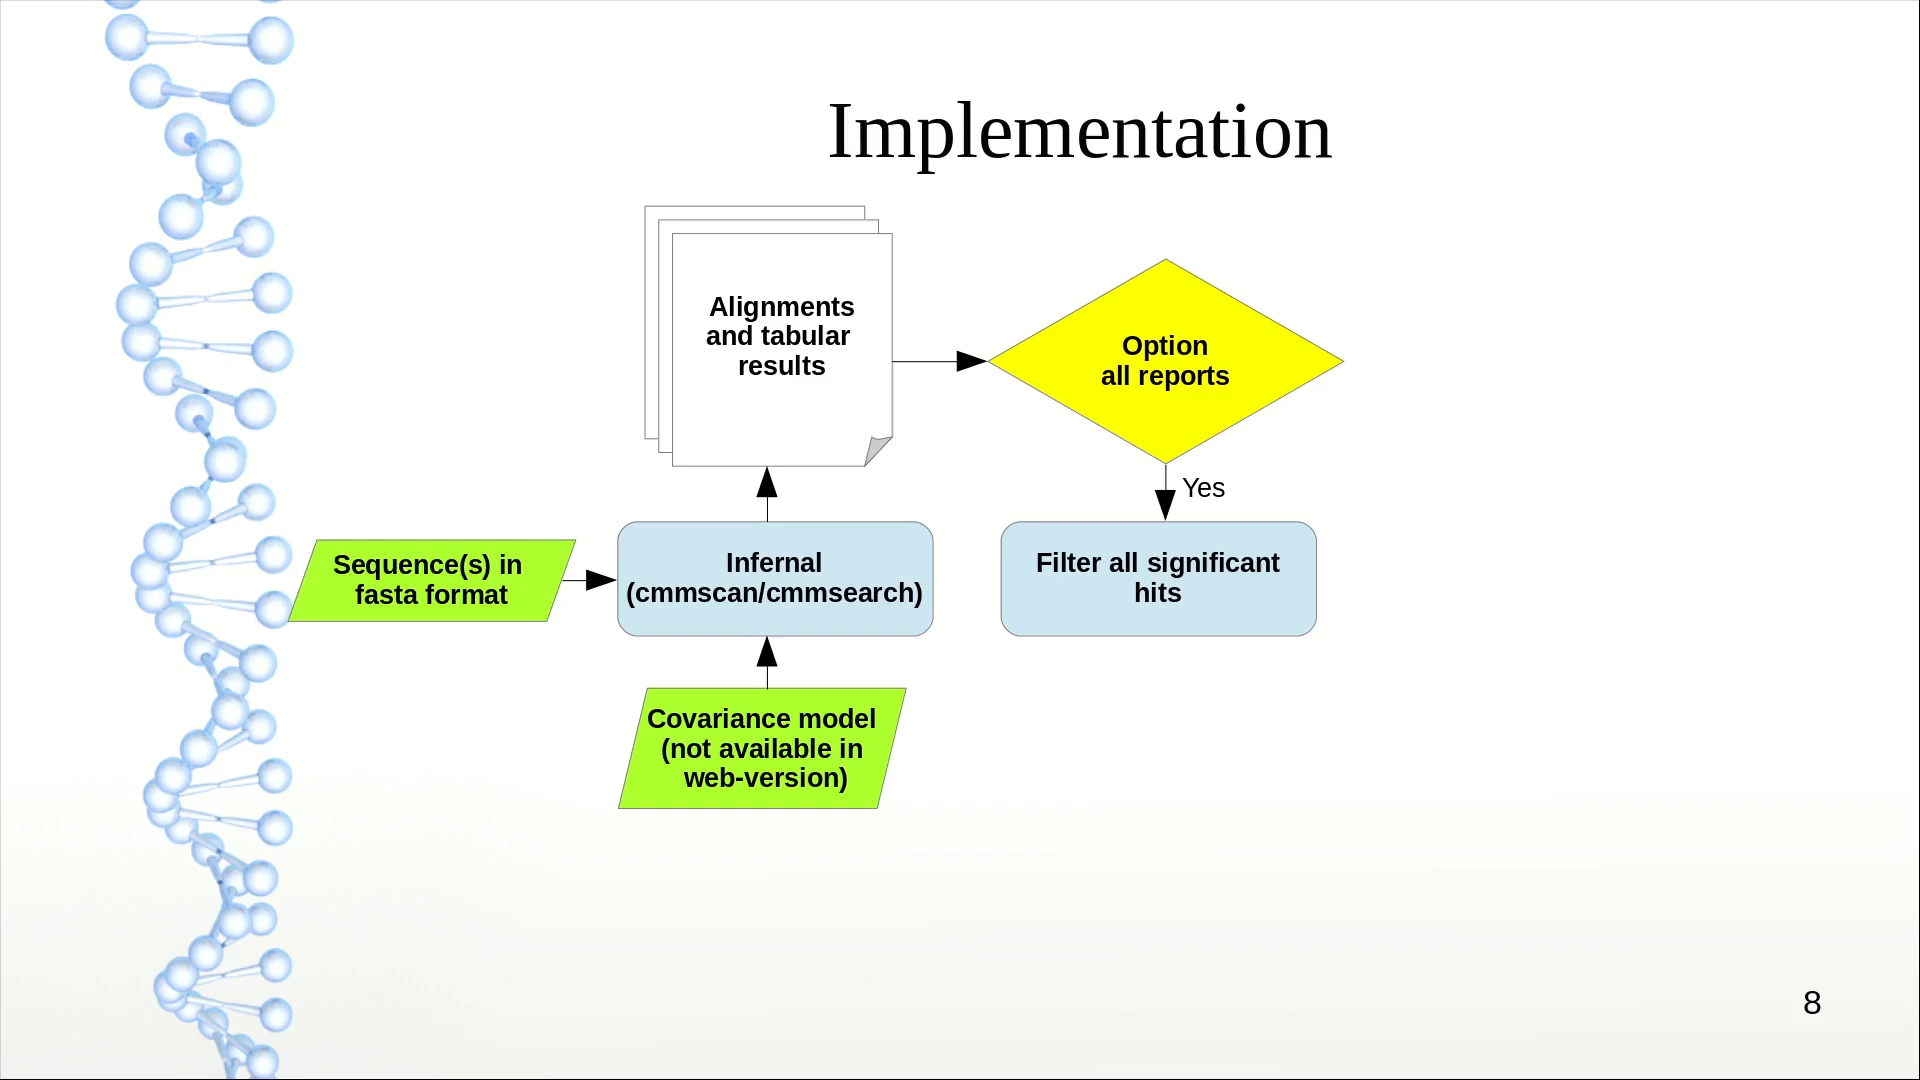 Implementation
Alignments
and tabular
results
Option
all reports
Yes
Sequence(s) in
fasta format
Infernal
(cmmscan/cmmsearch)
Filter all significant
hits
Covariance model
(not available in
web-version)
8